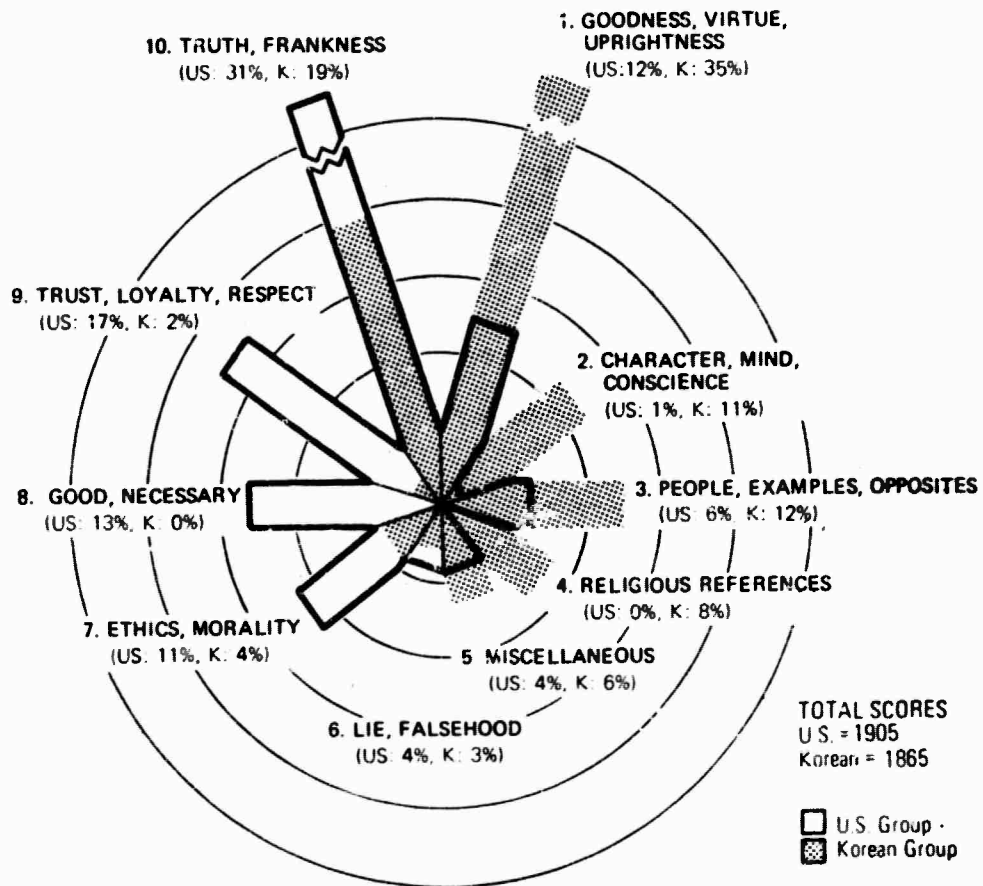 1. GOODNESS, VIRTUE,
UPRIGHTNESS
(US:12%, K: 35%)
10. TRUTH, FRANKNESS
(US: 31%, K: 19%)
9. TRUST, LOYALTY, RESPECT
(US: 17%, K: 2%)
2. CHARACTER, MIND,
CONSCIENCE
(US: 1%, K: 11%)
8. GOOD, NECESSARY
(US: 13%, K: 0%)
3. PEOPLE, EXAMPLES, OPPOSITES
(US: 6%, K: 12%)
4. RELIGIOUS REFERENCES
(US: 0%, K: 8%)
7. ETHICS, MORALITY
(US: 11%, K: 4%)
5 MISCELLANEOUS
(US: 4%, K: 6%)
6. LIE, FALSEHOOD
(US: 4%, K: 3%)
TOTAL SCORES
U.S. = 1905
Korean = 1865
U.S. Group
Korean Group